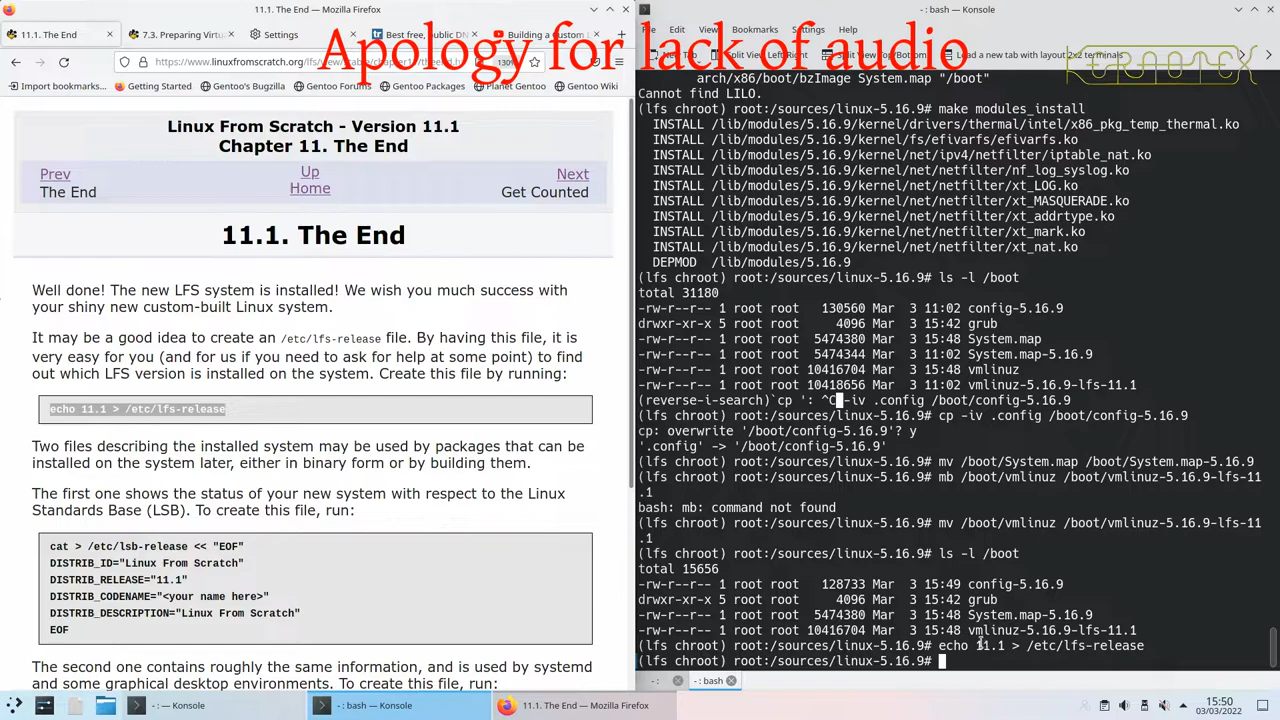 11.1. The End — Mozilla Firefox
- : bash — Konsole
11.1. The End
7.3. Preparing Virtu
Settings
Best free, public DN
Building a custom L
File Edit View Bookmarks Settings Help
Apology for lack of audio
KERNOTEX
https://www.linuxfromscratch.org/lfs/view/stable/chapter11/theend.html
130%
New Tab
Split View Left/Right
Split View Top/Bottom
Load a new tab with layout 2x2 terminals
Import bookmarks...
Getting Started
Gentoo's Bugzilla
Gentoo Forums
Gentoo Packages
Planet Gentoo
Gentoo Wiki
Linux From Scratch - Version 11.1
Chapter 11. The End
Prev
Up
Next
The End
Home
Get Counted
11.1. The End
Well done! The new LFS system is installed! We wish you much success with
your shiny new custom-built Linux system.
It may be a good idea to create an /etc/lfs-release file. By having this file, it is
very easy for you (and for us if you need to ask for help at some point) to find
out which LFS version is installed on the system. Create this file by running:
echo 11.1 > /etc/lfs-release
Two files describing the installed system may be used by packages that can be
installed on the system later, either in binary form or by building them.
The first one shows the status of your new system with respect to the Linux
Standards Base (LSB). To create this file, run:
cat > /etc/lsb-release << "EOF"
DISTRIB_ID="Linux From Scratch"
DISTRIB_RELEASE="11.1"
DISTRIB_CODENAME="<your name here>"
DISTRIB_DESCRIPTION="Linux From Scratch"
EOF
The second one contains roughly the same information, and is used by systemd
and some graphical desktop environments. To create this file, run:
arch/x86/boot/bzImage System.map "/boot"
Cannot find LILO.
(lfs chroot) root:/sources/linux-5.16.9# make modules_install
INSTALL /lib/modules/5.16.9/kernel/drivers/thermal/intel/x86_pkg_temp_thermal.ko
INSTALL /lib/modules/5.16.9/kernel/fs/efivarfs/efivarfs.ko
INSTALL /lib/modules/5.16.9/kernel/net/ipv4/netfilter/iptable_nat.ko
INSTALL /lib/modules/5.16.9/kernel/net/netfilter/nf_log_syslog.ko
INSTALL /lib/modules/5.16.9/kernel/net/netfilter/xt_LOG.ko
INSTALL /lib/modules/5.16.9/kernel/net/netfilter/xt_MASQUERADE.ko
INSTALL /lib/modules/5.16.9/kernel/net/netfilter/xt_addrtype.ko
INSTALL /lib/modules/5.16.9/kernel/net/netfilter/xt_mark.ko
INSTALL /lib/modules/5.16.9/kernel/net/netfilter/xt_nat.ko
DEPMOD /lib/modules/5.16.9
(lfs chroot) root:/sources/linux-5.16.9# ls -l /boot
total 31180
-rw-r--r-- 1 root root 130560 Mar 3 11:02 config-5.16.9
drwxr-xr-x 5 root root 4096 Mar 3 15:42 grub
-rw-r--r-- 1 root root 5474380 Mar 3 15:48 System.map
-rw-r--r-- 1 root root 5474344 Mar 3 11:02 System.map-5.16.9
-rw-r--r-- 1 root root 10416704 Mar 3 15:48 vmlinuz
-rw-r--r-- 1 root root 10418656 Mar 3 11:02 vmlinuz-5.16.9-lfs-11.1
(reverse-i-search)`cp ': ^C -iv .config /boot/config-5.16.9
(lfs chroot) root:/sources/linux-5.16.9# cp -iv .config /boot/config-5.16.9
cp: overwrite '/boot/config-5.16.9'? y
'.config' -> '/boot/config-5.16.9'
(lfs chroot) root:/sources/linux-5.16.9# mv /boot/System.map /boot/System.map-5.16.9
(lfs chroot) root:/sources/linux-5.16.9# mb /boot/vmlinuz /boot/vmlinuz-5.16.9-lfs-11
.1
bash: mb: command not found
(lfs chroot) root:/sources/linux-5.16.9# mv /boot/vmlinuz /boot/vmlinuz-5.16.9-lfs-11
.1
(lfs chroot) root:/sources/linux-5.16.9# ls -l /boot
total 15656
-rw-r--r-- 1 root root 128733 Mar 3 15:49 config-5.16.9
drwxr-xr-x 5 root root 4096 Mar 3 15:42 grub
-rw-r--r-- 1 root root 5474380 Mar 3 15:48 System.map-5.16.9
-rw-r--r-- 1 root root 10416704 Mar 3 15:48 vmlinuz-5.16.9-lfs-11.1
(lfs chroot) root:/sources/linux-5.16.9# echo 11.1 > /etc/lfs-release
(lfs chroot) root:/sources/linux-5.16.9#
- :
- : bash
- : — Konsole
- : bash — Konsole
11.1. The End — Mozilla Firefox
15:50
03/03/2022